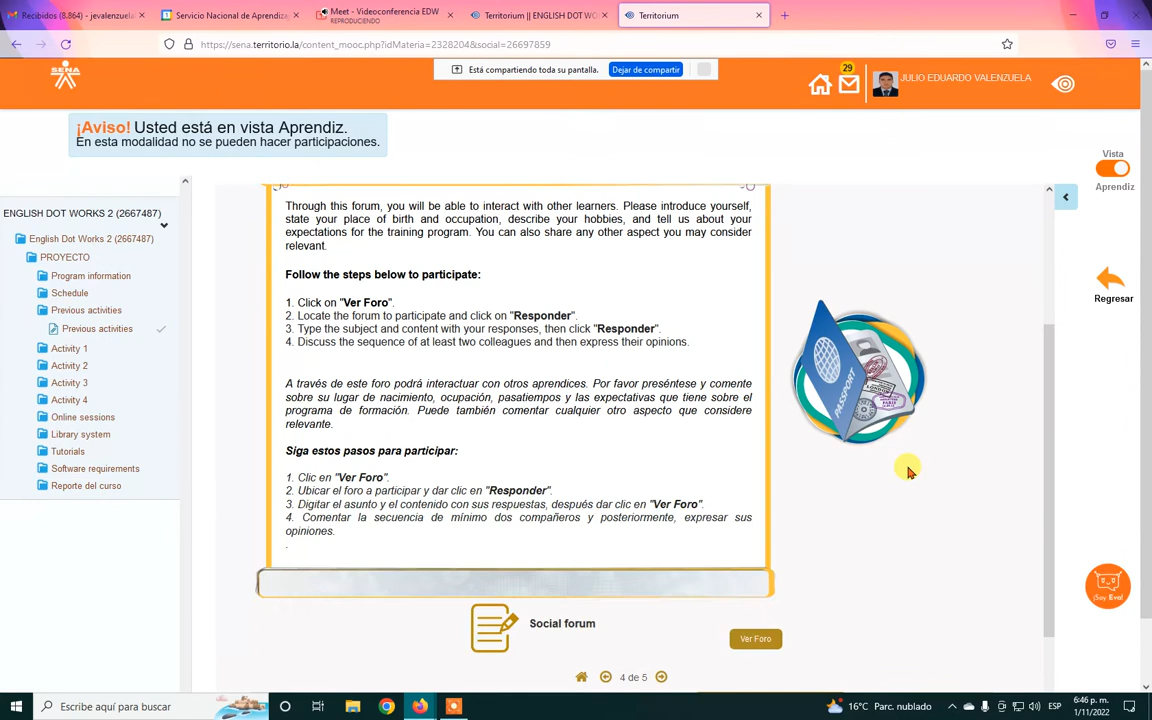 Recibidos (8.864) - jevalenzuela
Servicio Nacional de Aprendizaj
Meet - Videoconferencia EDW
REPRODUCIENDO
Territorium || ENGLISH DOT WO
Territorium
https://sena.territorio.la/content_mooc.php?idMateria=2328204&social=26697859
Está compartiendo toda su pantalla.
Dejar de compartir
SENA
29
JULIO EDUARDO VALENZUELA
¡Aviso! Usted está en vista Aprendiz.
En esta modalidad no se pueden hacer participaciones.
Vista
Aprendiz
Regresar
ENGLISH DOT WORKS 2 (2667487)
English Dot Works 2 (2667487)
PROYECTO
Program information
Schedule
Previous activities
Previous activities
Activity 1
Activity 2
Activity 3
Activity 4
Online sessions
Library system
Tutorials
Software requirements
Reporte del curso
Through this forum, you will be able to interact with other learners. Please introduce yourself,
state your place of birth and occupation, describe your hobbies, and tell us about your
expectations for the training program. You can also share any other aspect you may consider
relevant.
Follow the steps below to participate:
1. Click on "Ver Foro".
2. Locate the forum to participate and click on "Responder".
3. Type the subject and content with your responses, then click "Responder".
4. Discuss the sequence of at least two colleagues and then express their opinions.
A través de este foro podrá interactuar con otros aprendices. Por favor preséntese y comente
sobre su lugar de nacimiento, ocupación, pasatiempos y las expectativas que tiene sobre el
programa de formación. Puede también comentar cualquier otro aspecto que considere
relevante.
Siga estos pasos para participar:
1. Clic en "Ver Foro".
2. Ubicar el foro a participar y dar clic en "Responder".
3. Digitar el asunto y el contenido con sus respuestas, después dar clic en "Ver Foro".
4. Comentar la secuencia de mínimo dos compañeros y posteriormente, expresar sus
opiniones.
.
PASSPORT
Social forum
Ver Foro
4 de 5
¡Soy Eva!
Escribe aquí para buscar
16°C Parc. nublado
ESP
6:46 p. m.
1/11/2022